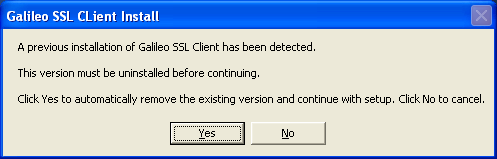 Galileo SSL CLient Install
A previous installation of Galileo SSL Client has been detected.
This version must be uninstalled before continuing.
Click Yes to automatically remove the existing version and continue with setup. Click No to cancel.
Yes
No